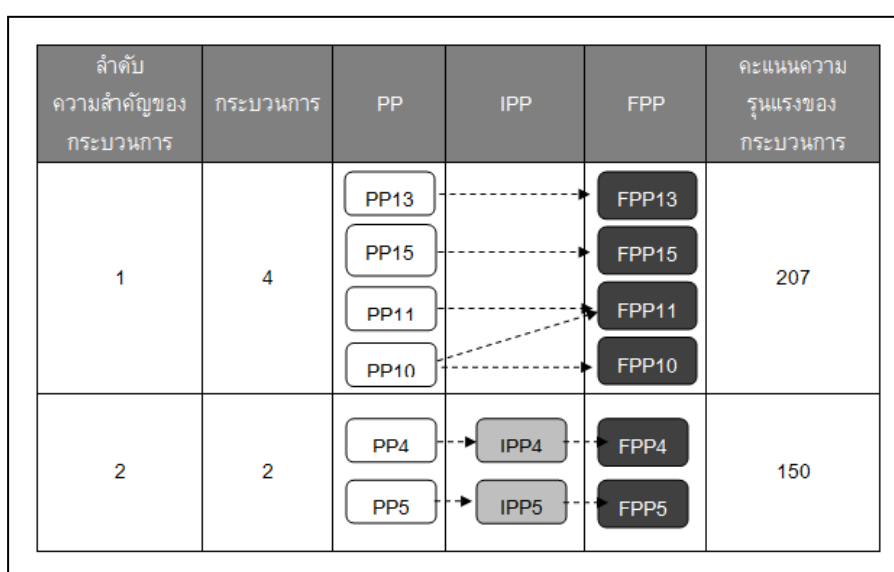 ลำดับ
ความสำคัญของ
กระบวนการ
กระบวนการ
PP
IPP
FPP
คะแนนความ
รุนแรงของ
กระบวนการ
1
4
PP13
FPP13
PP15
FPP15
PP11
FPP11
PP10
FPP10
207
2
2
PP4
IPP4
FPP4
PP5
IPP5
FPP5
150